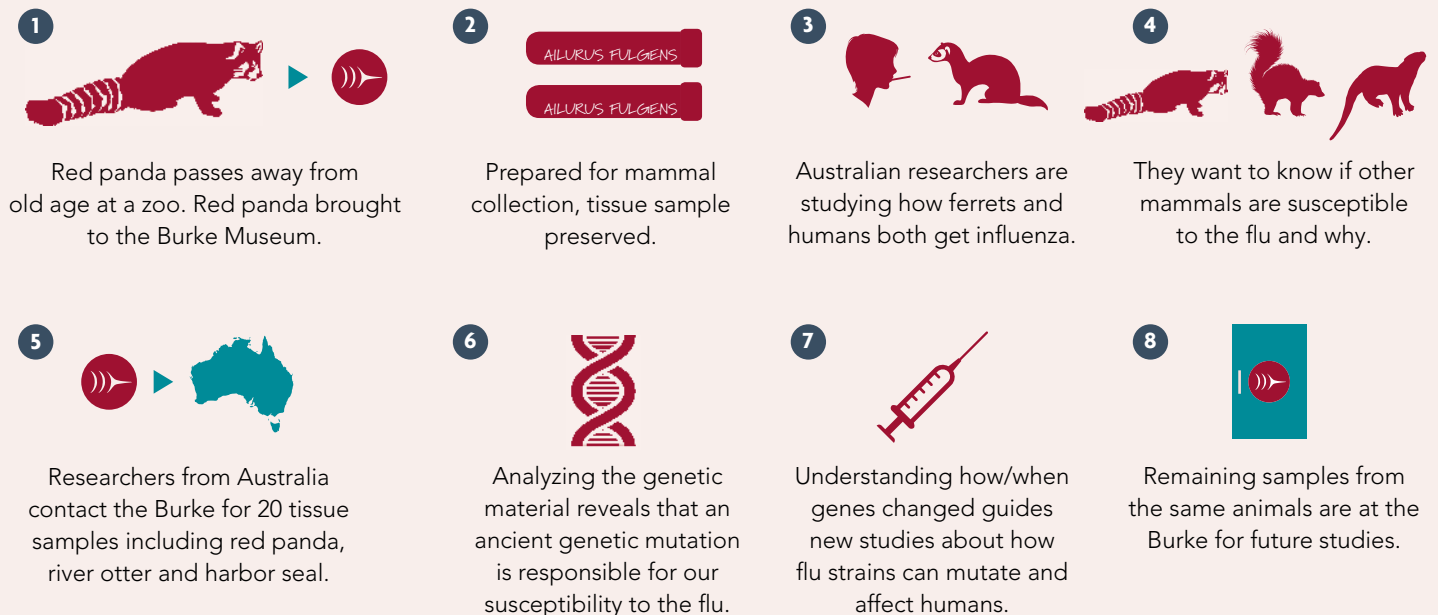 1
Red panda passes away from
old age at a zoo. Red panda brought
to the Burke Museum.
2
AILURUS FULGENS
AILURUS FULGENS
Prepared for mammal
collection, tissue sample
preserved.
3
Australian researchers are
studying how ferrets and
humans both get influenza.
4
They want to know if other
mammals are susceptible
to the flu and why.
5
Researchers from Australia
contact the Burke for 20 tissue
samples including red panda,
river otter and harbor seal.
6
Analyzing the genetic
material reveals that an
ancient genetic mutation
is responsible for our
susceptibility to the flu.
7
Understanding how/when
genes changed guides
new studies about how
flu strains can mutate and
affect humans.
8
Remaining samples from
the same animals are at the
Burke for future studies.